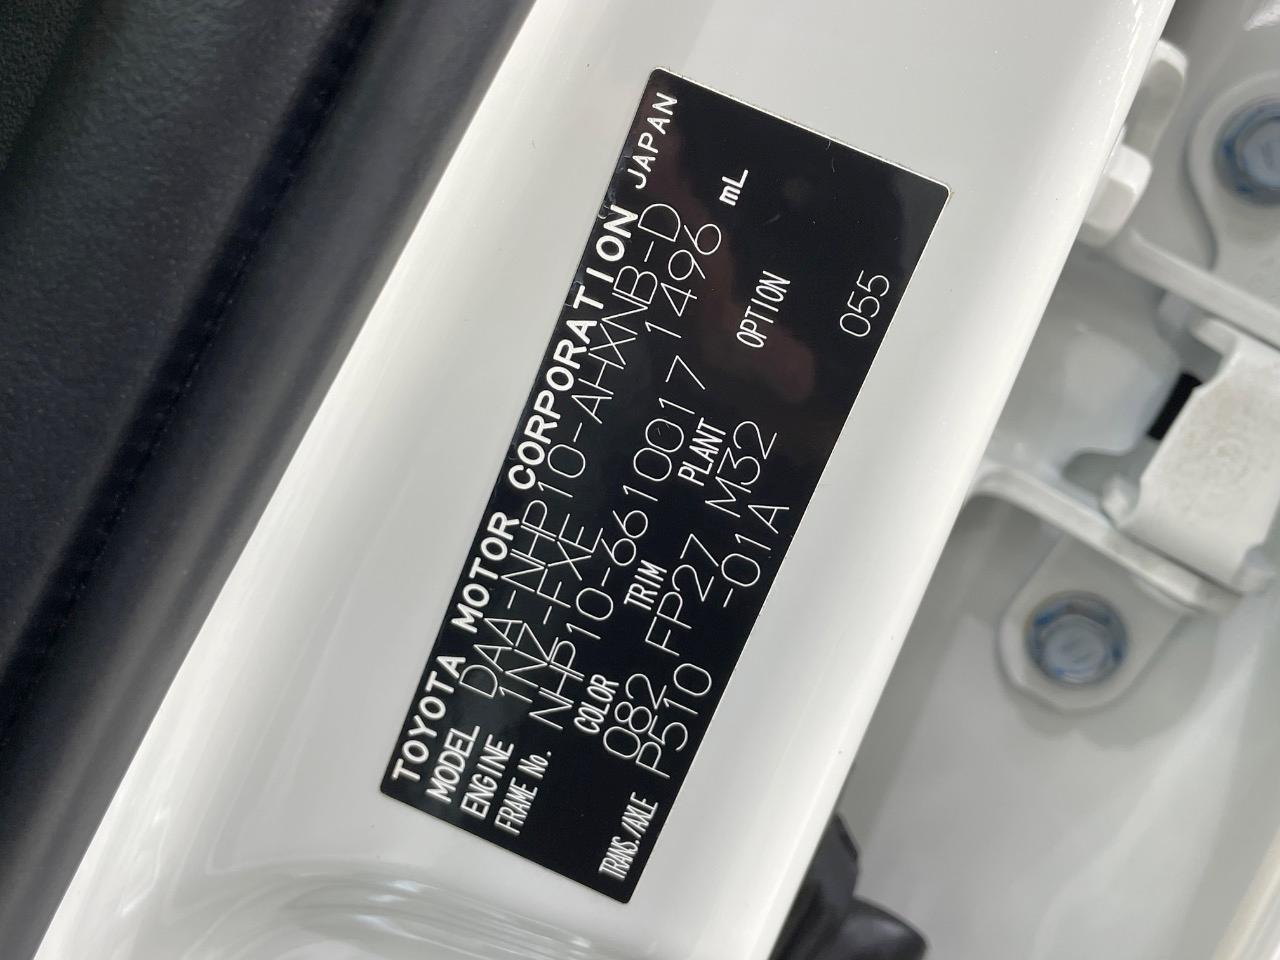 TOYOTA MOTOR CORPORATION JAPAN
MODEL DAA-NHP10-AHXNB-D
ENGINE 1NZ-FXE 1496 mL
FRAME No. NHP10-6610017
COLOR TRIM PLANT OPTION
082 FP27 M32 055
TRANS./AXLE P510 -01A